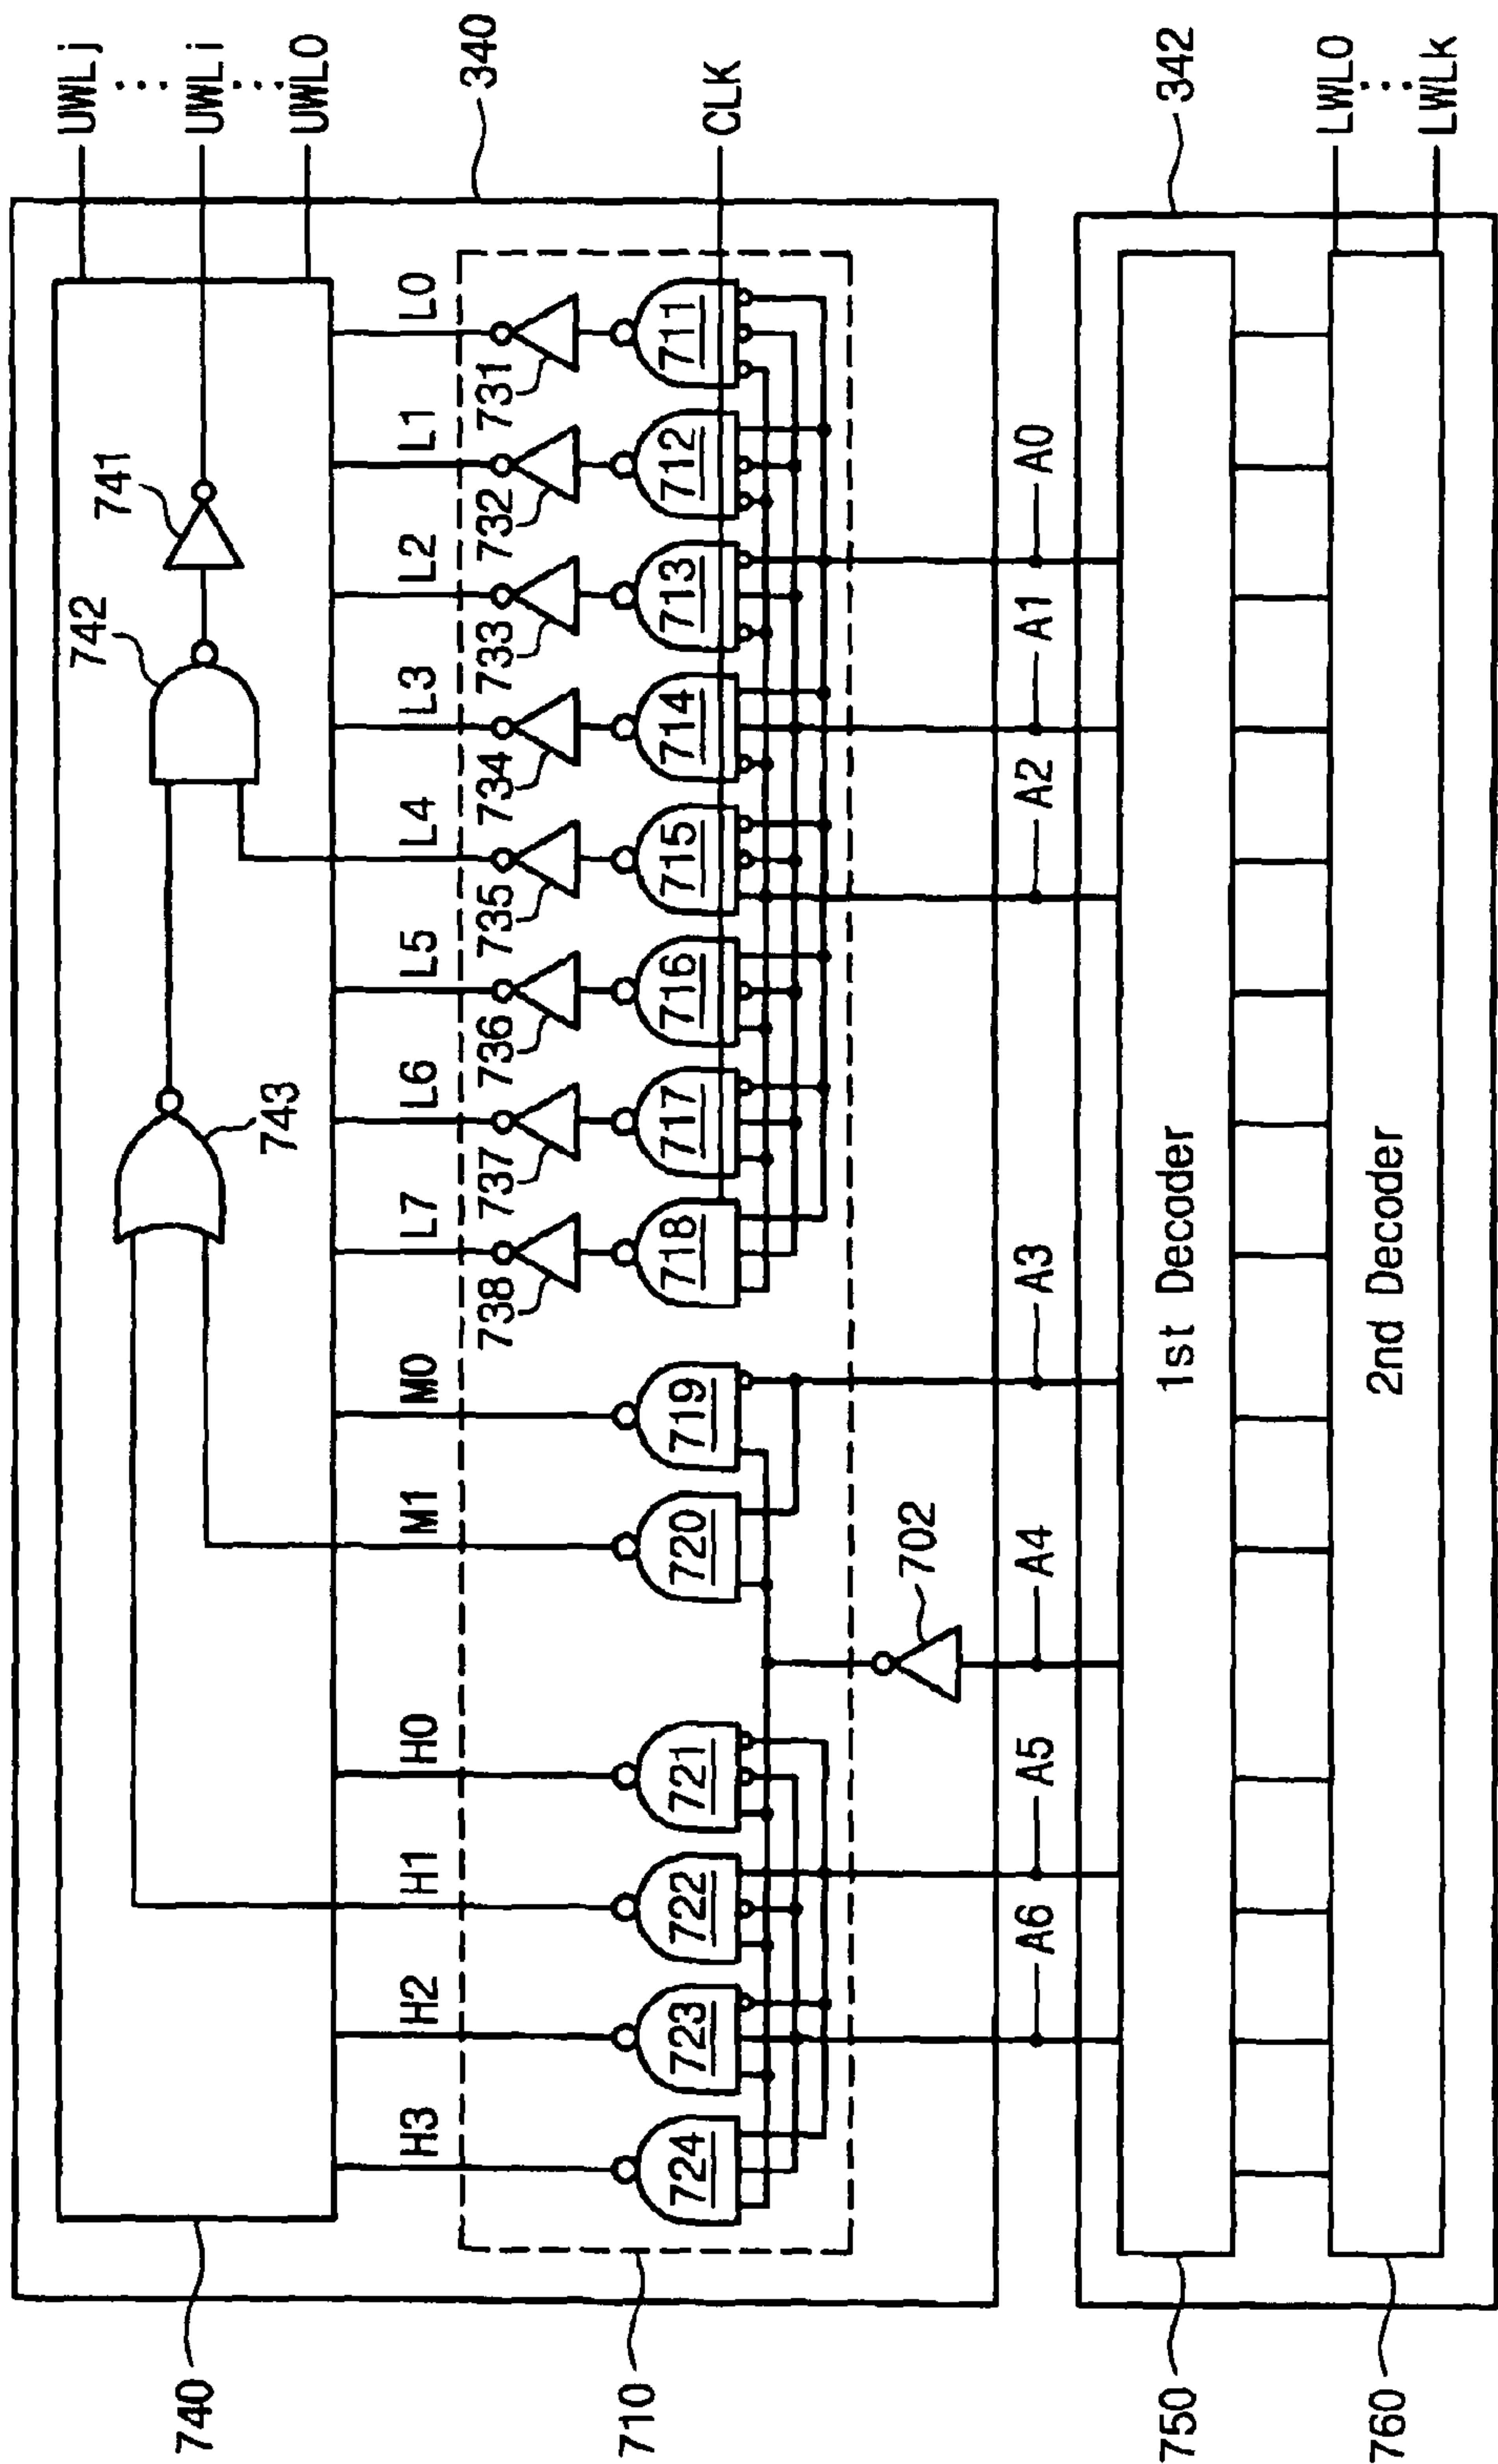 UWLj
UWLi
UWL0
340
CLK
342
LWL0
LWLk
741
742
743
740
H3
H2
H1
H0
M1
M0
L7
L6
L5
L4
L3
L2
L1
L0
738
737
736
735
734
733
732
731
724
723
722
721
720
719
718
717
716
715
714
713
712
711
710
702
A6
A5
A4
A3
A2
A1
A0
750
1st Decoder
760
2nd Decoder